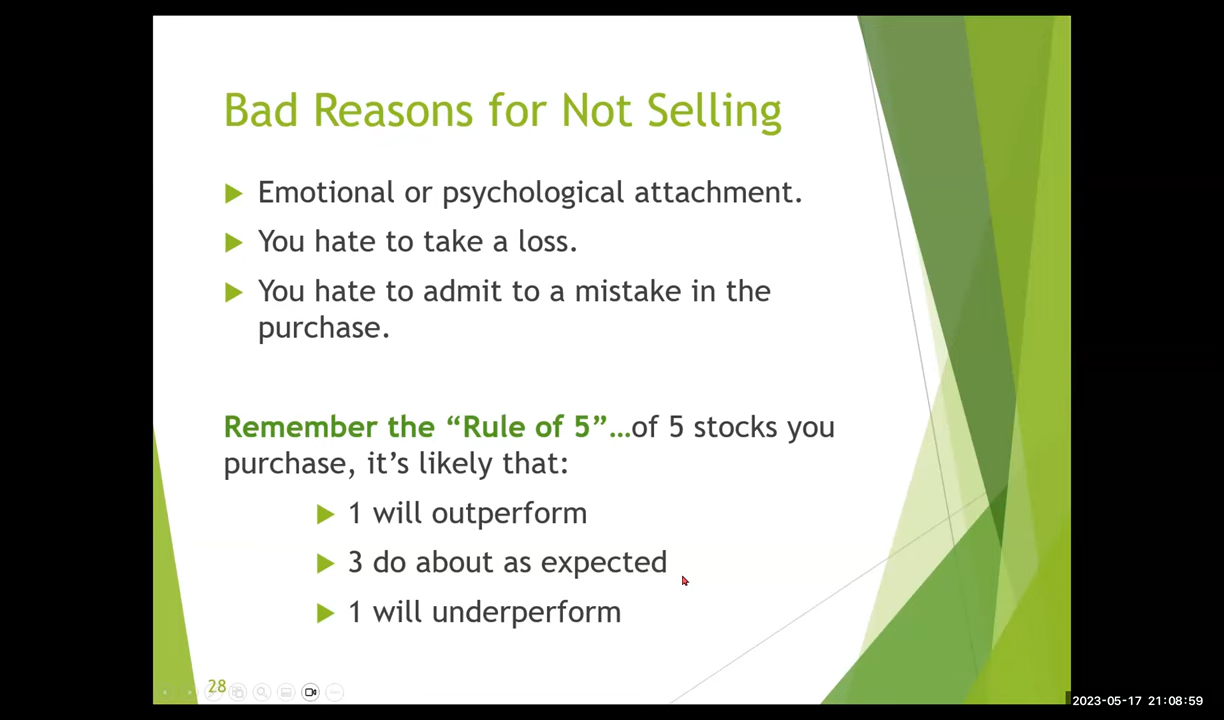 Bad Reasons for Not Selling
Emotional or psychological attachment.
You hate to take a loss.
You hate to admit to a mistake in the
purchase.
Remember the “Rule of 5”…of 5 stocks you
purchase, it’s likely that:
1 will outperform
3 do about as expected
1 will underperform
28
2023-05-17 21:08:59